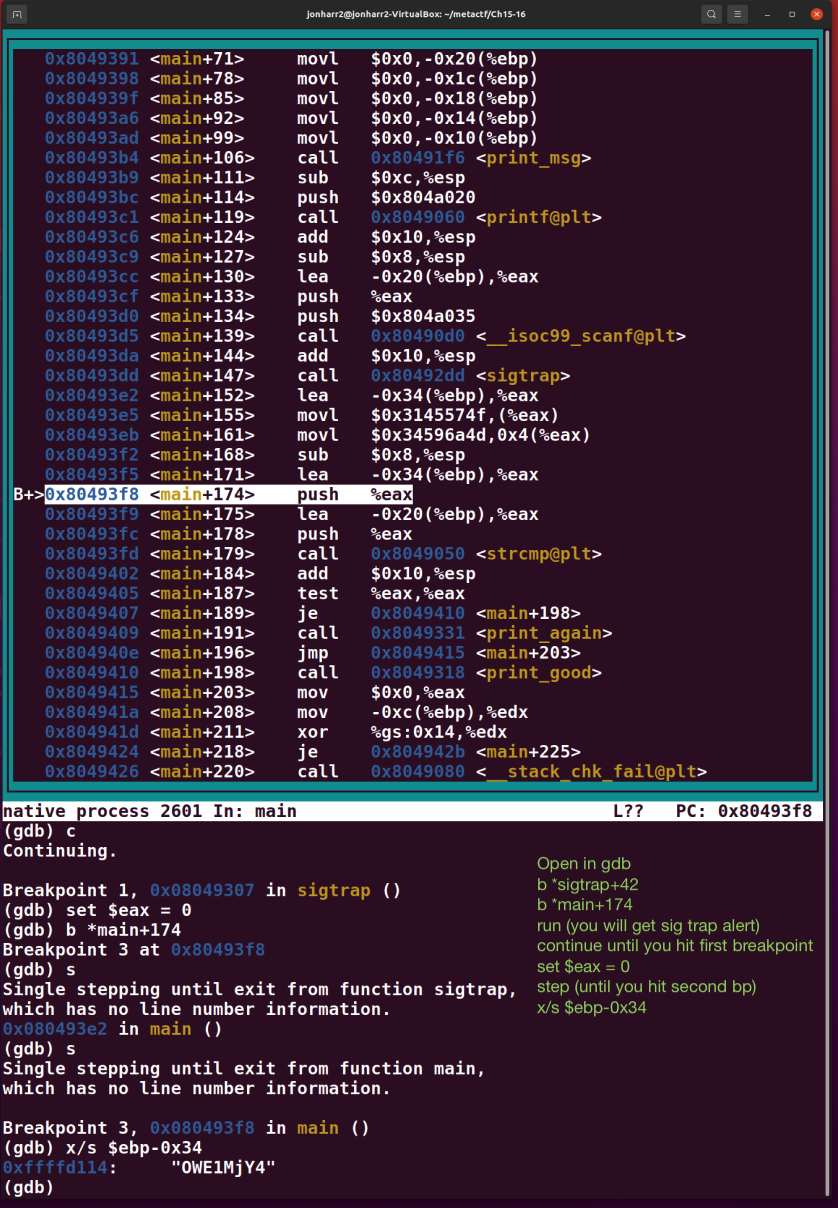 jonharr2@jonharr2-VirtualBox: ~/metactf/Ch15-16
0x8049391 <main+71> movl $0x0,-0x20(%ebp)
0x8049398 <main+78> movl $0x0,-0x1c(%ebp)
0x804939f <main+85> movl $0x0,-0x18(%ebp)
0x80493a6 <main+92> movl $0x0,-0x14(%ebp)
0x80493ad <main+99> movl $0x0,-0x10(%ebp)
0x80493b4 <main+106> call 0x80491f6 <print_msg>
0x80493b9 <main+111> sub $0xc,%esp
0x80493bc <main+114> push $0x804a020
0x80493c1 <main+119> call 0x8049060 <printf@plt>
0x80493c6 <main+124> add $0x10,%esp
0x80493c9 <main+127> sub $0x8,%esp
0x80493cc <main+130> lea -0x20(%ebp),%eax
0x80493cf <main+133> push %eax
0x80493d0 <main+134> push $0x804a035
0x80493d5 <main+139> call 0x80490d0 <__isoc99_scanf@plt>
0x80493da <main+144> add $0x10,%esp
0x80493dd <main+147> call 0x80492dd <sigtrap>
0x80493e2 <main+152> lea -0x34(%ebp),%eax
0x80493e5 <main+155> movl $0x3145574f,(%eax)
0x80493eb <main+161> movl $0x34596a4d,0x4(%eax)
0x80493f2 <main+168> sub $0x8,%esp
0x80493f5 <main+171> lea -0x34(%ebp),%eax
B+>0x80493f8 <main+174> push %eax
0x80493f9 <main+175> lea -0x20(%ebp),%eax
0x80493fc <main+178> push %eax
0x80493fd <main+179> call 0x8049050 <strcmp@plt>
0x8049402 <main+184> add $0x10,%esp
0x8049405 <main+187> test %eax,%eax
0x8049407 <main+189> je 0x8049410 <main+198>
0x8049409 <main+191> call 0x8049331 <print_again>
0x804940e <main+196> jmp 0x8049415 <main+203>
0x8049410 <main+198> call 0x8049318 <print_good>
0x8049415 <main+203> mov $0x0,%eax
0x804941a <main+208> mov -0xc(%ebp),%edx
0x804941d <main+211> xor %gs:0x14,%edx
0x8049424 <main+218> je 0x804942b <main+225>
0x8049426 <main+220> call 0x8049080 <__stack_chk_fail@plt>
native process 2601 In: main L?? PC: 0x80493f8
(gdb) c
Continuing.
Breakpoint 1, 0x08049307 in sigtrap ()
(gdb) set $eax = 0
(gdb) b *main+174
Breakpoint 3 at 0x80493f8
(gdb) s
Single stepping until exit from function sigtrap,
which has no line number information.
0x080493e2 in main ()
(gdb) s
Single stepping until exit from function main,
which has no line number information.
Breakpoint 3, 0x080493f8 in main ()
(gdb) x/s $ebp-0x34
0xffffd114: "OWE1MjY4"
(gdb)
Open in gdb
b *sigtrap+42
b *main+174
run (you will get sig trap alert)
continue until you hit first breakpoint
set $eax = 0
step (until you hit second bp)
x/s $ebp-0x34